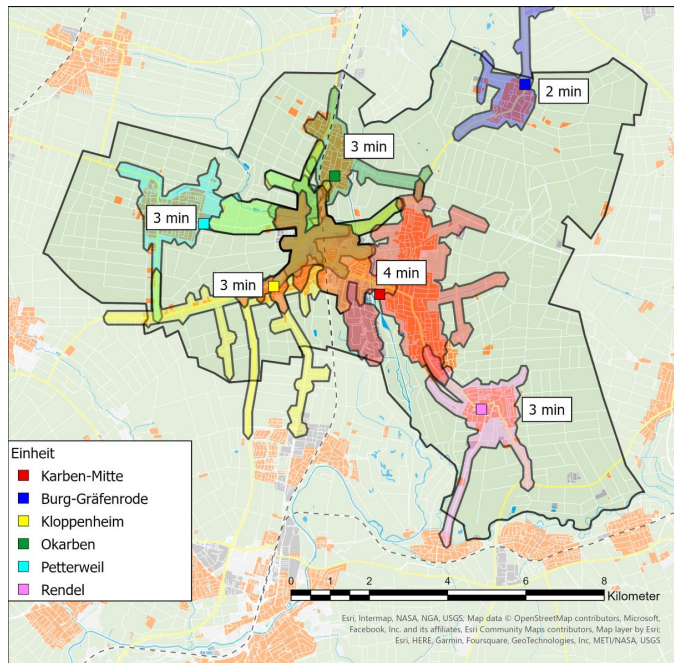 2 min
3 min
3 min
4 min
3 min
3 min
Einheit
Karben-Mitte
Burg-Gräfenrode
Kloppenheim
Okarben
Petterweil
Rendel
0 1 2 4 6 8
Kilometer
Esri, Intermap, NASA, NGA, USGS; Map data © OpenStreetMap contributors, Microsoft,
Facebook, Inc. and its affiliates, Esri Community Maps contributors, Map layer by Esri;
Esri, HERE, Garmin, Foursquare, GeoTechnologies, Inc, METI/NASA, USGS